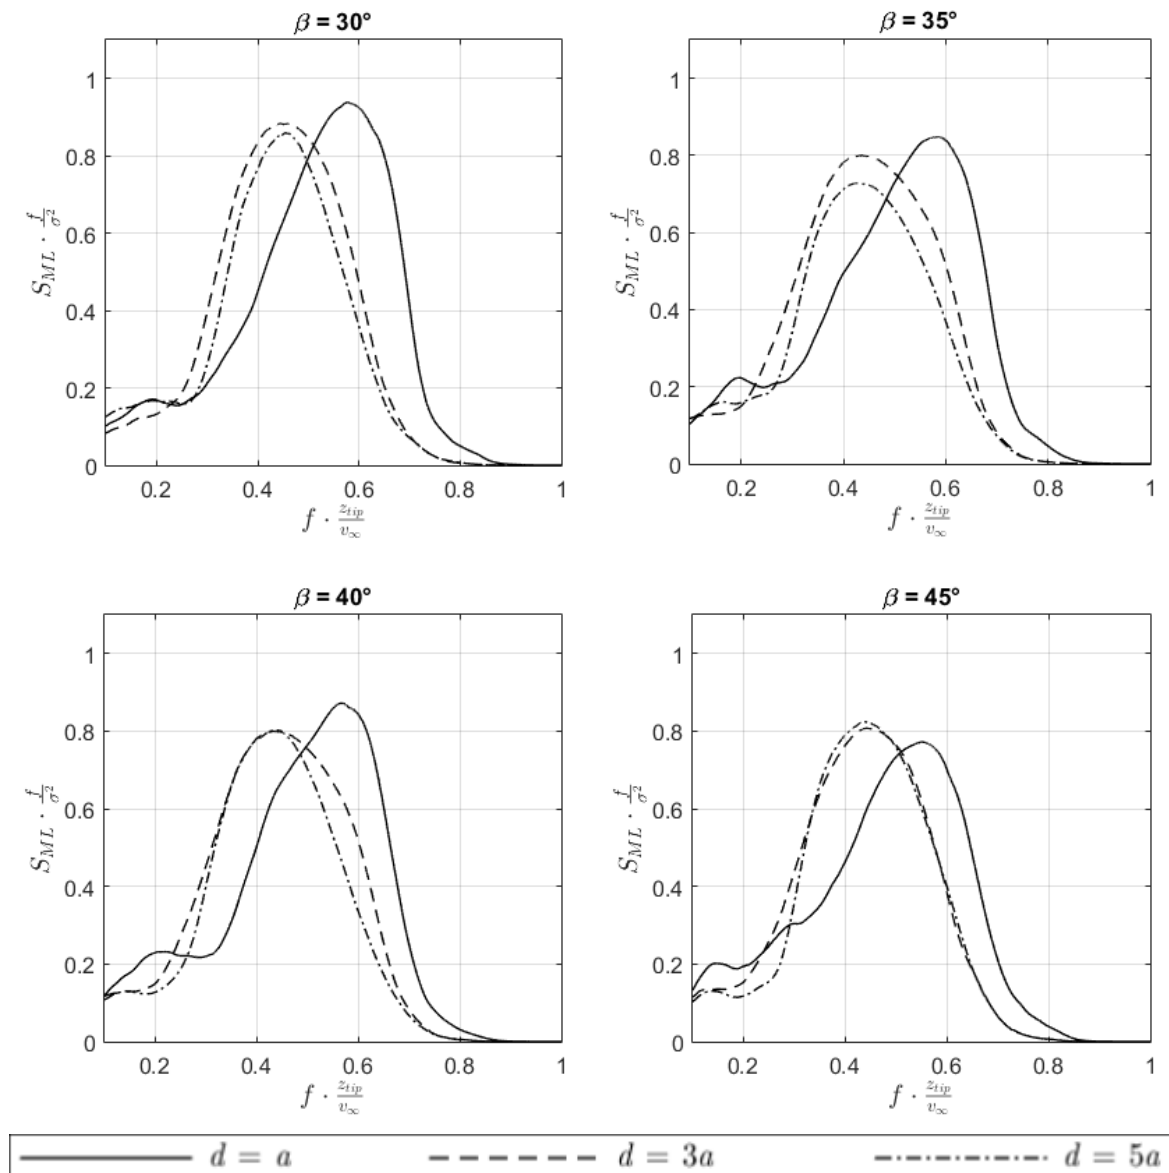 β = 30°
1
0.8
0.6
0.4
0.2
0
S_ML · f/σ²
0.2 0.4 0.6 0.8 1
f · z_tip/v_∞
β = 35°
1
0.8
0.6
0.4
0.2
0
S_ML · f/σ²
0.2 0.4 0.6 0.8 1
f · z_tip/v_∞
β = 40°
1
0.8
0.6
0.4
0.2
0
S_ML · f/σ²
0.2 0.4 0.6 0.8 1
f · z_tip/v_∞
β = 45°
1
0.8
0.6
0.4
0.2
0
S_ML · f/σ²
0.2 0.4 0.6 0.8 1
f · z_tip/v_∞
d = a d = 3a d = 5a